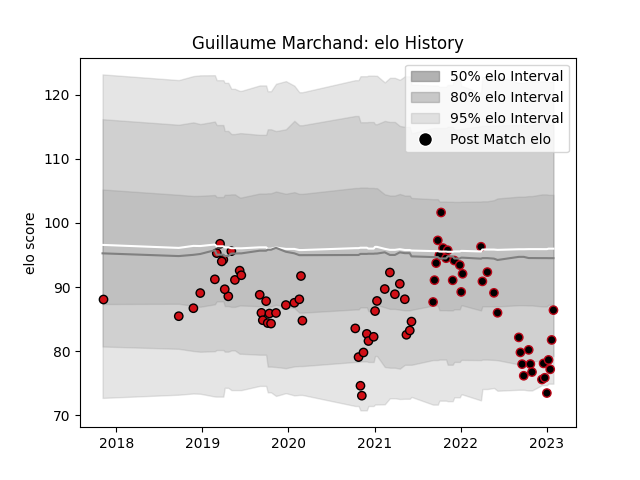 Guillaume Marchand: elo History
50% elo Interval
80% elo Interval
95% elo Interval
Post Match elo
elo score
120
110
100
90
80
70
2018 2019 2020 2021 2022 2023